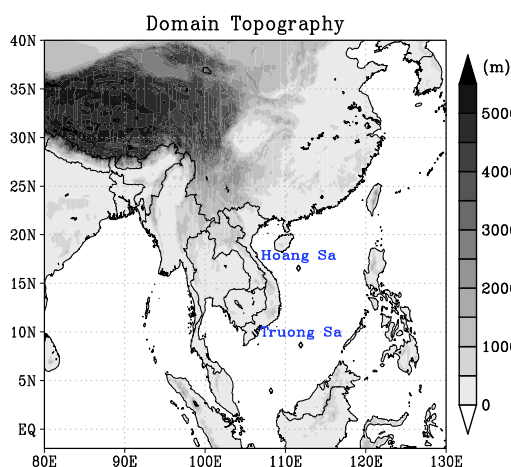 Domain Topography
40N
35N
30N
25N
20N
15N
10N
5N
EQ
80E
90E
100E
110E
120E
130E
Hoang Sa
Truong Sa
(m)
5000
4000
3000
2000
1000
0